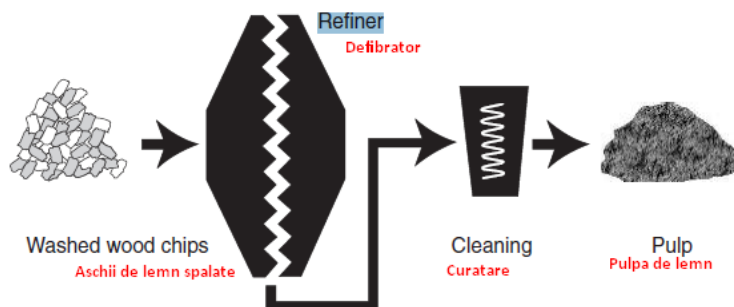 Refiner
Defibrator
Washed wood chips
Aschii de lemn spalate
Cleaning
Curatare
Pulp
Pulpa de lemn